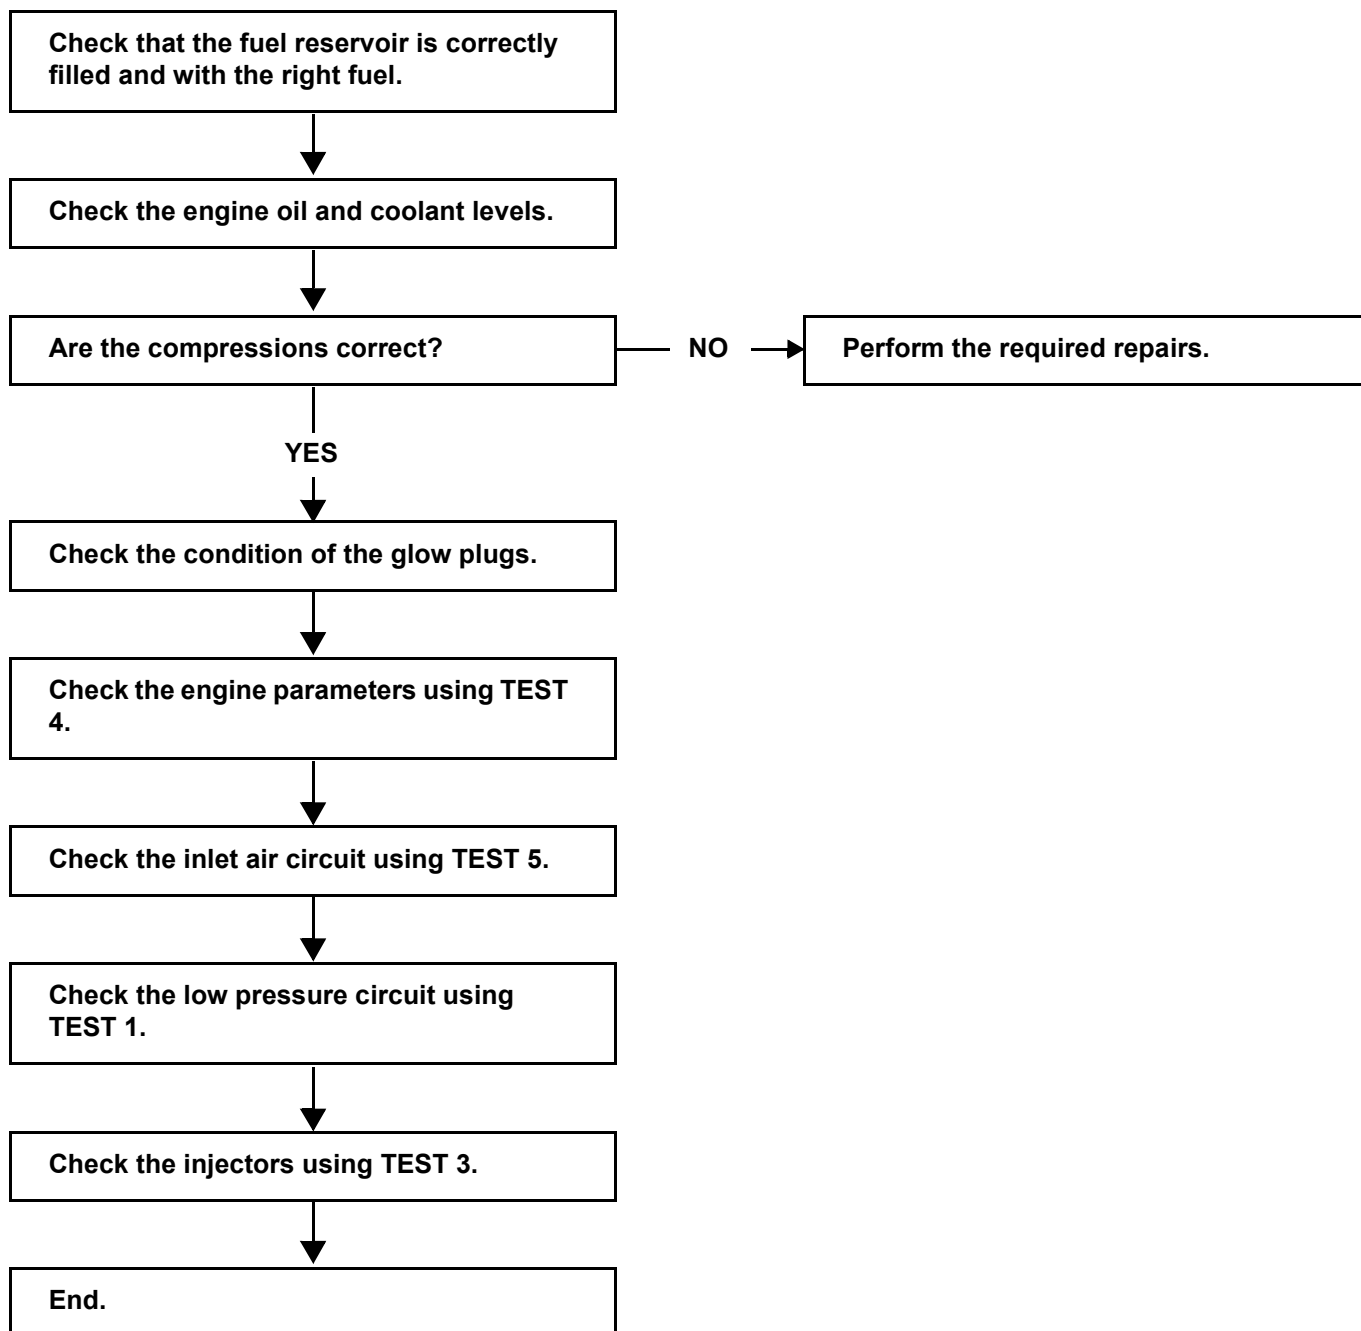 Check that the fuel reservoir is correctly
filled and with the right fuel.
Check the engine oil and coolant levels.
Are the compressions correct?
NO
Perform the required repairs.
YES
Check the condition of the glow plugs.
Check the engine parameters using TEST
4.
Check the inlet air circuit using TEST 5.
Check the low pressure circuit using
TEST 1.
Check the injectors using TEST 3.
End.